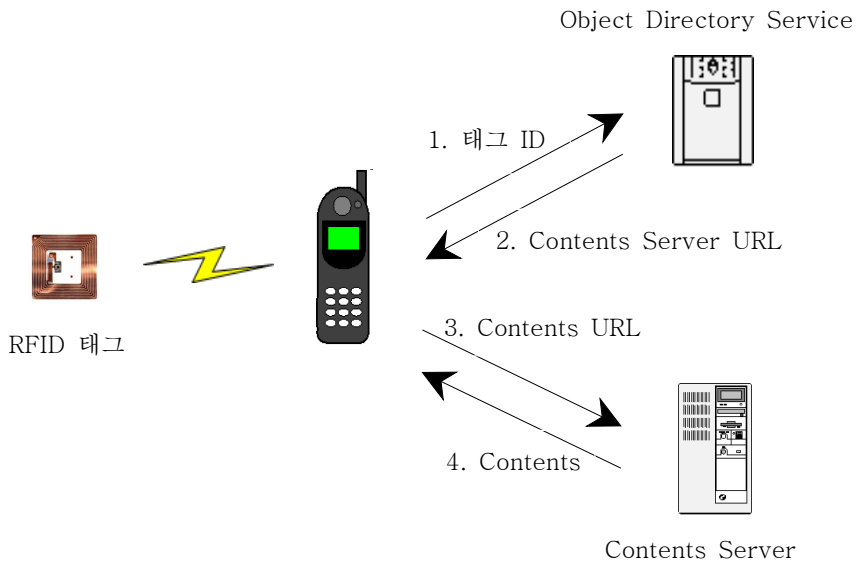 Object Directory Service
1. 태그 ID
2. Contents Server URL
RFID 태그
3. Contents URL
4. Contents
Contents Server